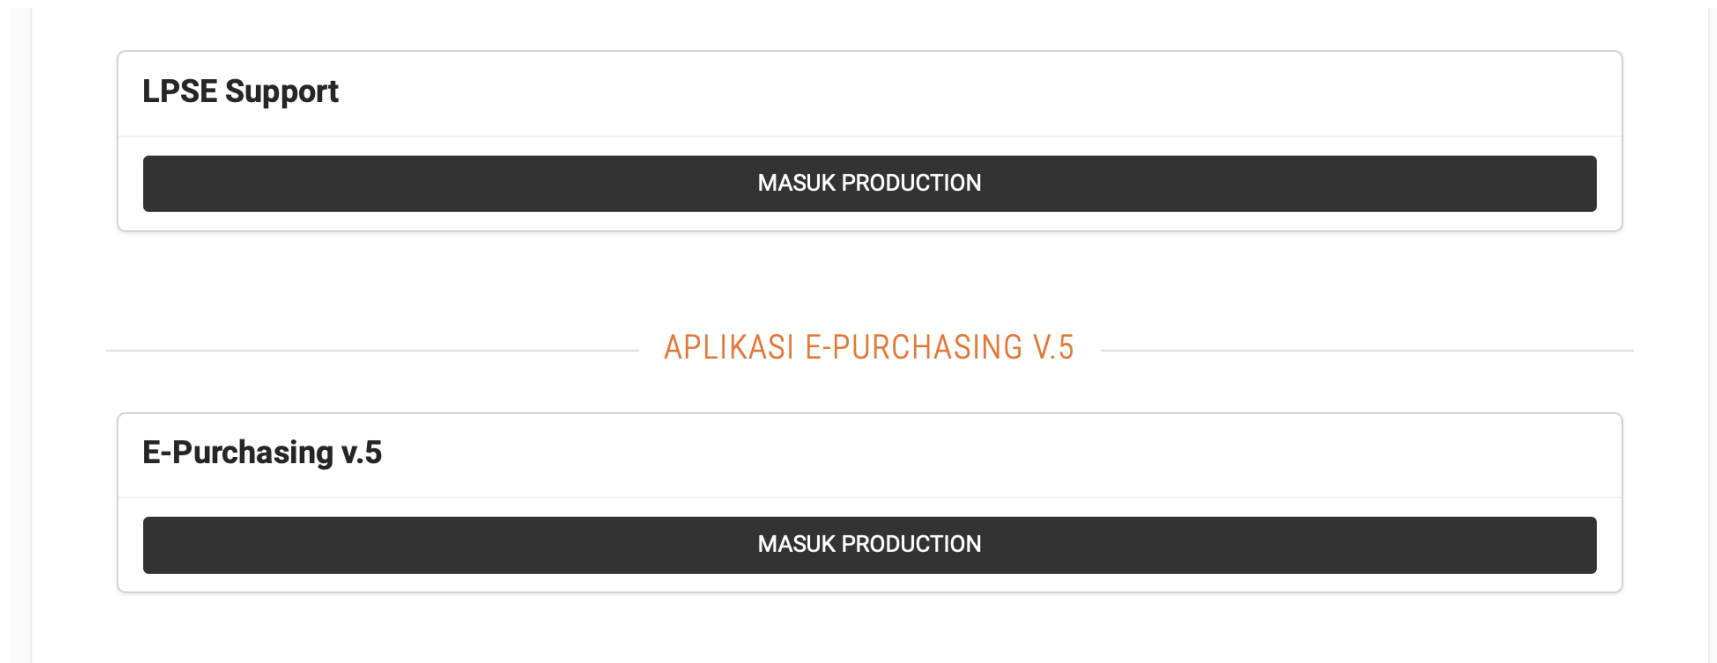 LPSE Support
MASUK PRODUCTION
APLIKASI E-PURCHASING V.5
E-Purchasing v.5
MASUK PRODUCTION